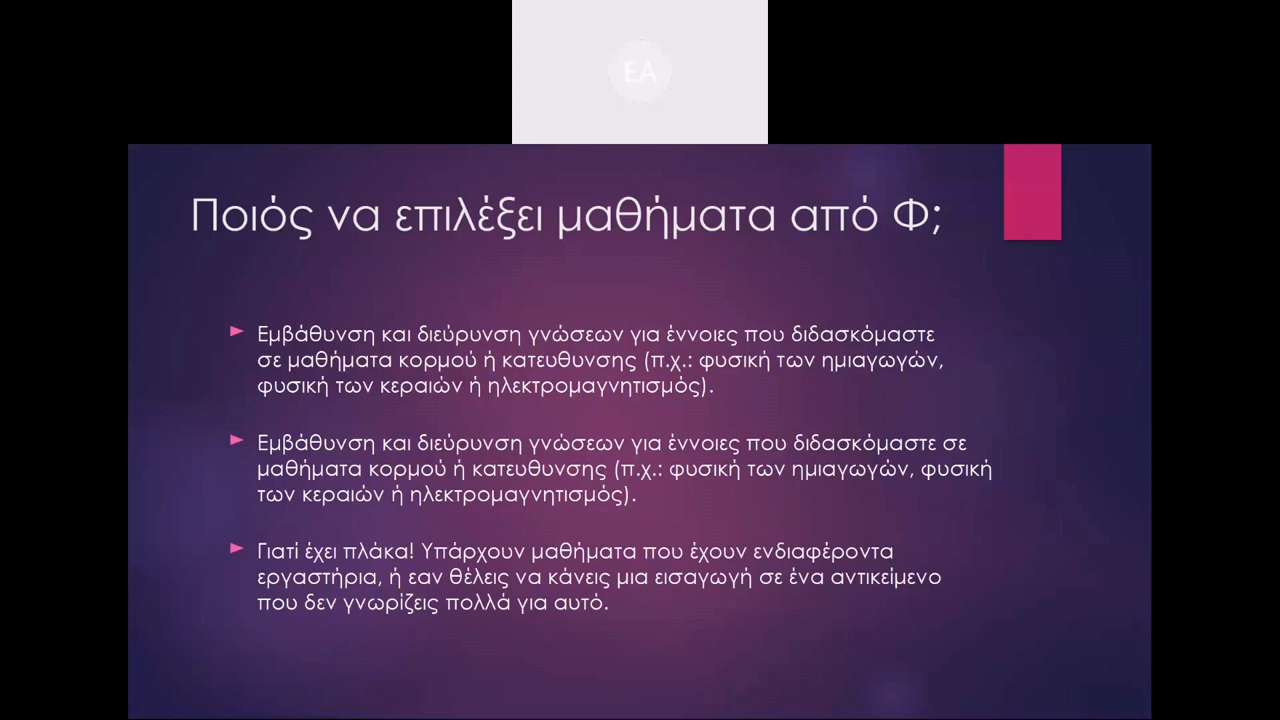 EA
Ποιός να επιλέξει μαθήματα από Φ;
Εμβάθυνση και διεύρυνση γνώσεων για έννοιες που διδασκόμαστε
σε μαθήματα κορμού ή κατευθυνσης (π.χ.: φυσική των ημιαγωγών,
φυσική των κεραιών ή ηλεκτρομαγνητισμός).
Εμβάθυνση και διεύρυνση γνώσεων για έννοιες που διδασκόμαστε σε
μαθήματα κορμού ή κατευθυνσης (π.χ.: φυσική των ημιαγωγών, φυσική
των κεραιών ή ηλεκτρομαγνητισμός).
Γιατί έχει πλάκα! Υπάρχουν μαθήματα που έχουν ενδιαφέροντα
εργαστήρια, ή εαν θέλεις να κάνεις μια εισαγωγή σε ένα αντικείμενο
που δεν γνωρίζεις πολλά για αυτό.